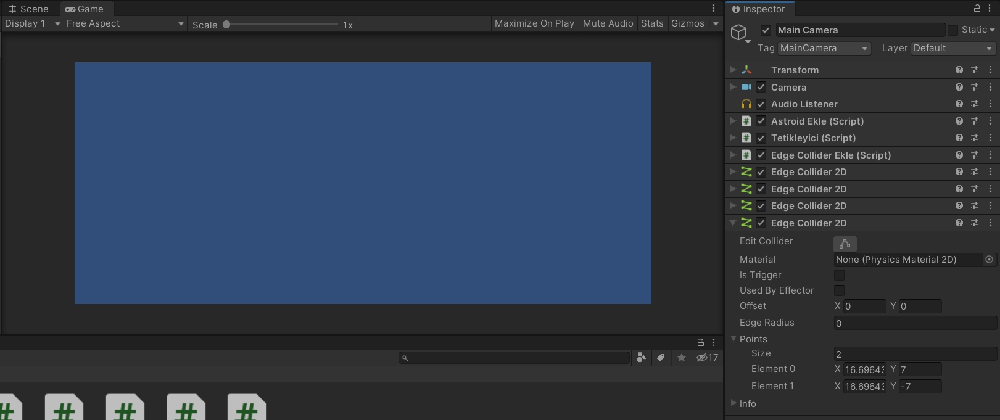 Scene Game
Display 1 Free Aspect Scale 1x Maximize On Play Mute Audio Stats Gizmos
17
Inspector
Main Camera Static
Tag MainCamera Layer Default
Transform
Camera
Audio Listener
# Astroid Ekle (Script)
# Tetikleyici (Script)
# Edge Collider Ekle (Script)
Edge Collider 2D
Edge Collider 2D
Edge Collider 2D
Edge Collider 2D
Edit Collider
Material None (Physics Material 2D)
Is Trigger
Used By Effector
Offset X 0 Y 0
Edge Radius 0
Points
Size 2
Element 0 X 16.6964 Y 7
Element 1 X 16.6964 Y -7
Info
# # # # #